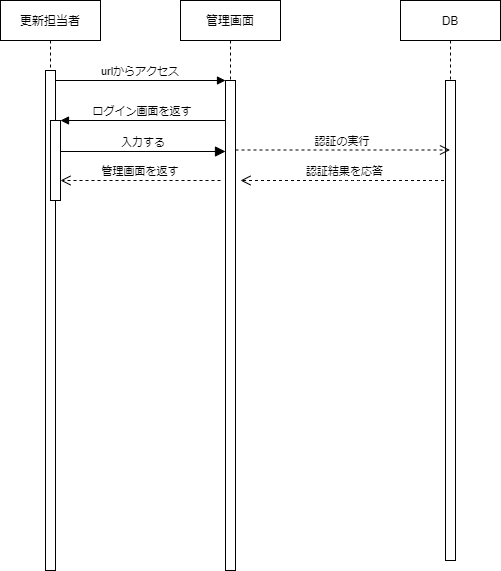 更新担当者
管理画面
DB
urlからアクセス
ログイン画面を返す
入力する
認証の実行
管理画面を返す
認証結果を応答